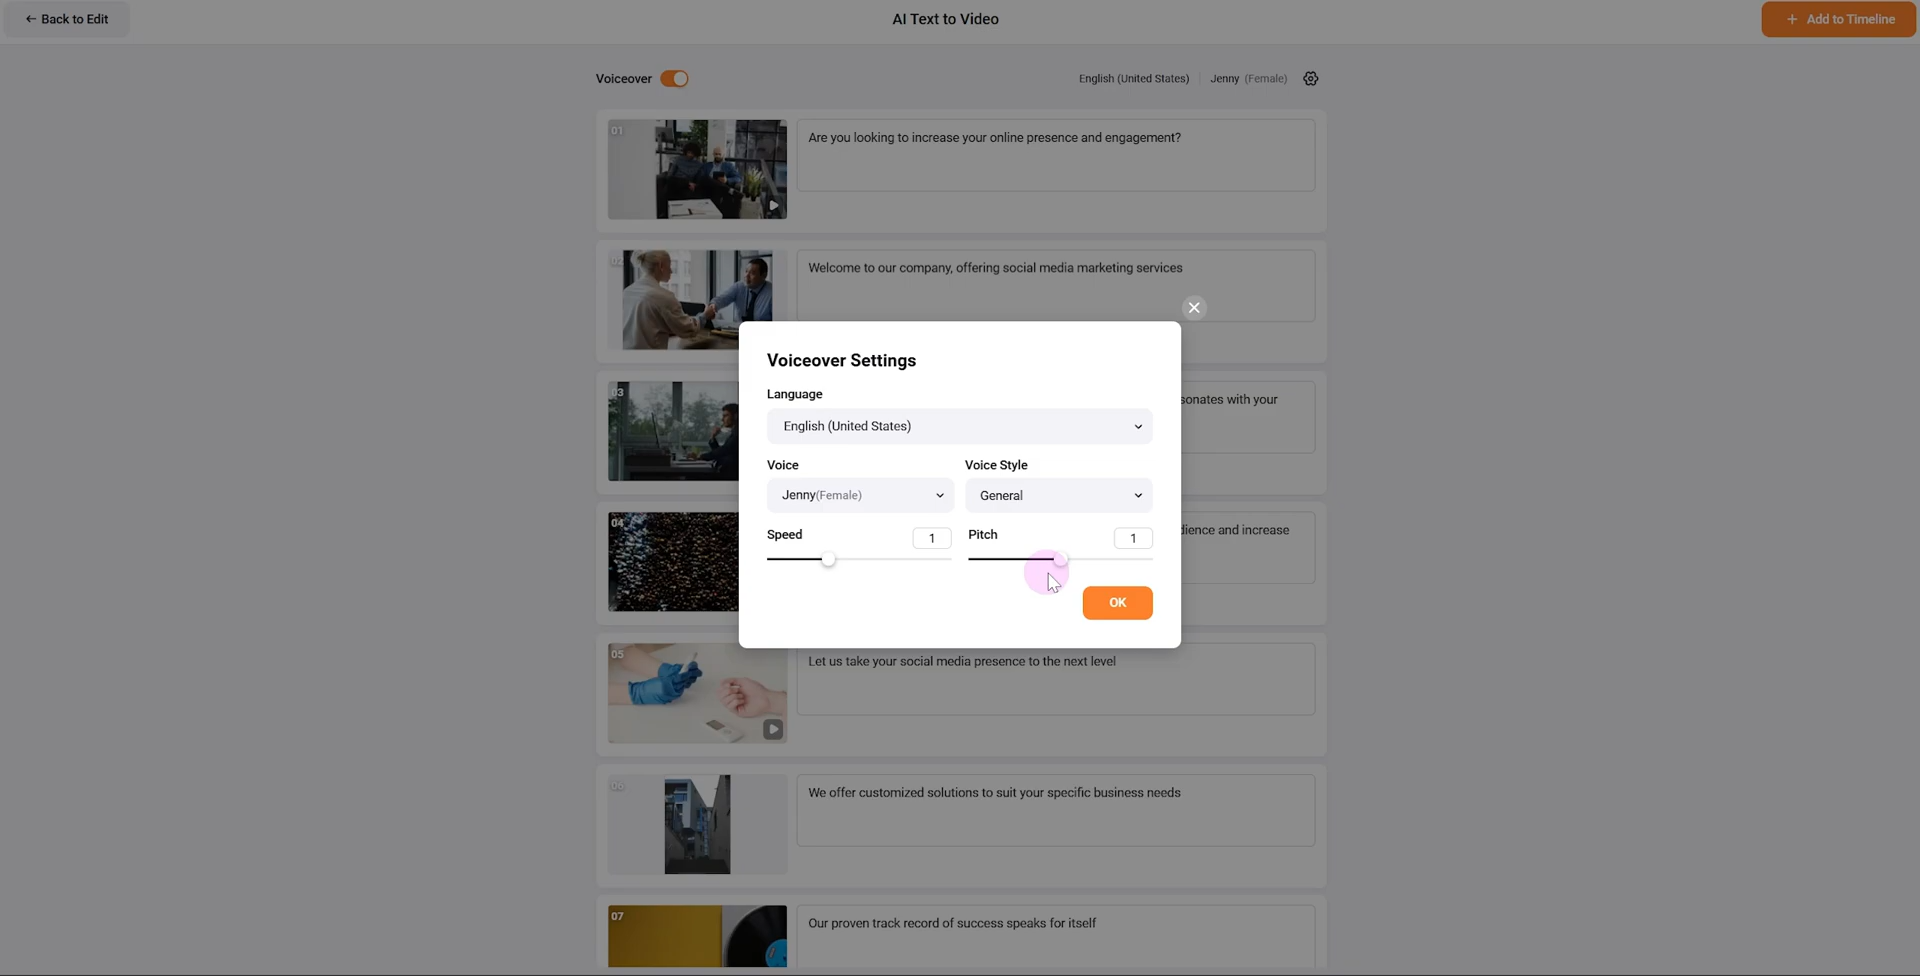 ← Back to Edit
AI Text to Video
+ Add to Timeline
Voiceover
English (United States)
Jenny (Female)
01
Are you looking to increase your online presence and engagement?
02
Welcome to our company, offering social media marketing services
Voiceover Settings
Language
03
sonates with your
English (United States)
Voice
Voice Style
Jenny(Female)
General
04
dience and increase
Speed
1
Pitch
1
OK
05
Let us take your social media presence to the next level
06
We offer customized solutions to suit your specific business needs
07
Our proven track record of success speaks for itself